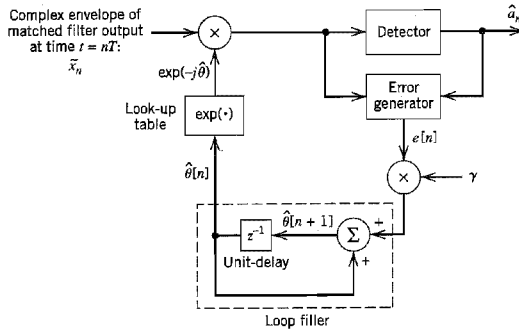 Complex envelope of
matched filter output
at time t = nT:
x̃ₙ
×
Detector
âₙ
exp(−jθ̂)
Error
generator
Look-up
table
exp(·)
e[n]
θ̂[n]
×
γ
θ̂[n + 1]
+
z⁻¹
Σ
Unit-delay
+
Loop filler